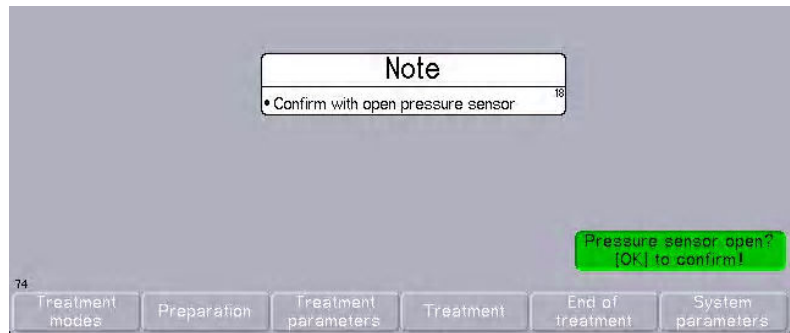 Note
• Confirm with open pressure sensor
18
Pressure sensor open?
[OK] to confirm!
74
Treatment
modes
Preparation
Treatment
parameters
Treatment
End of
treatment
System
parameters